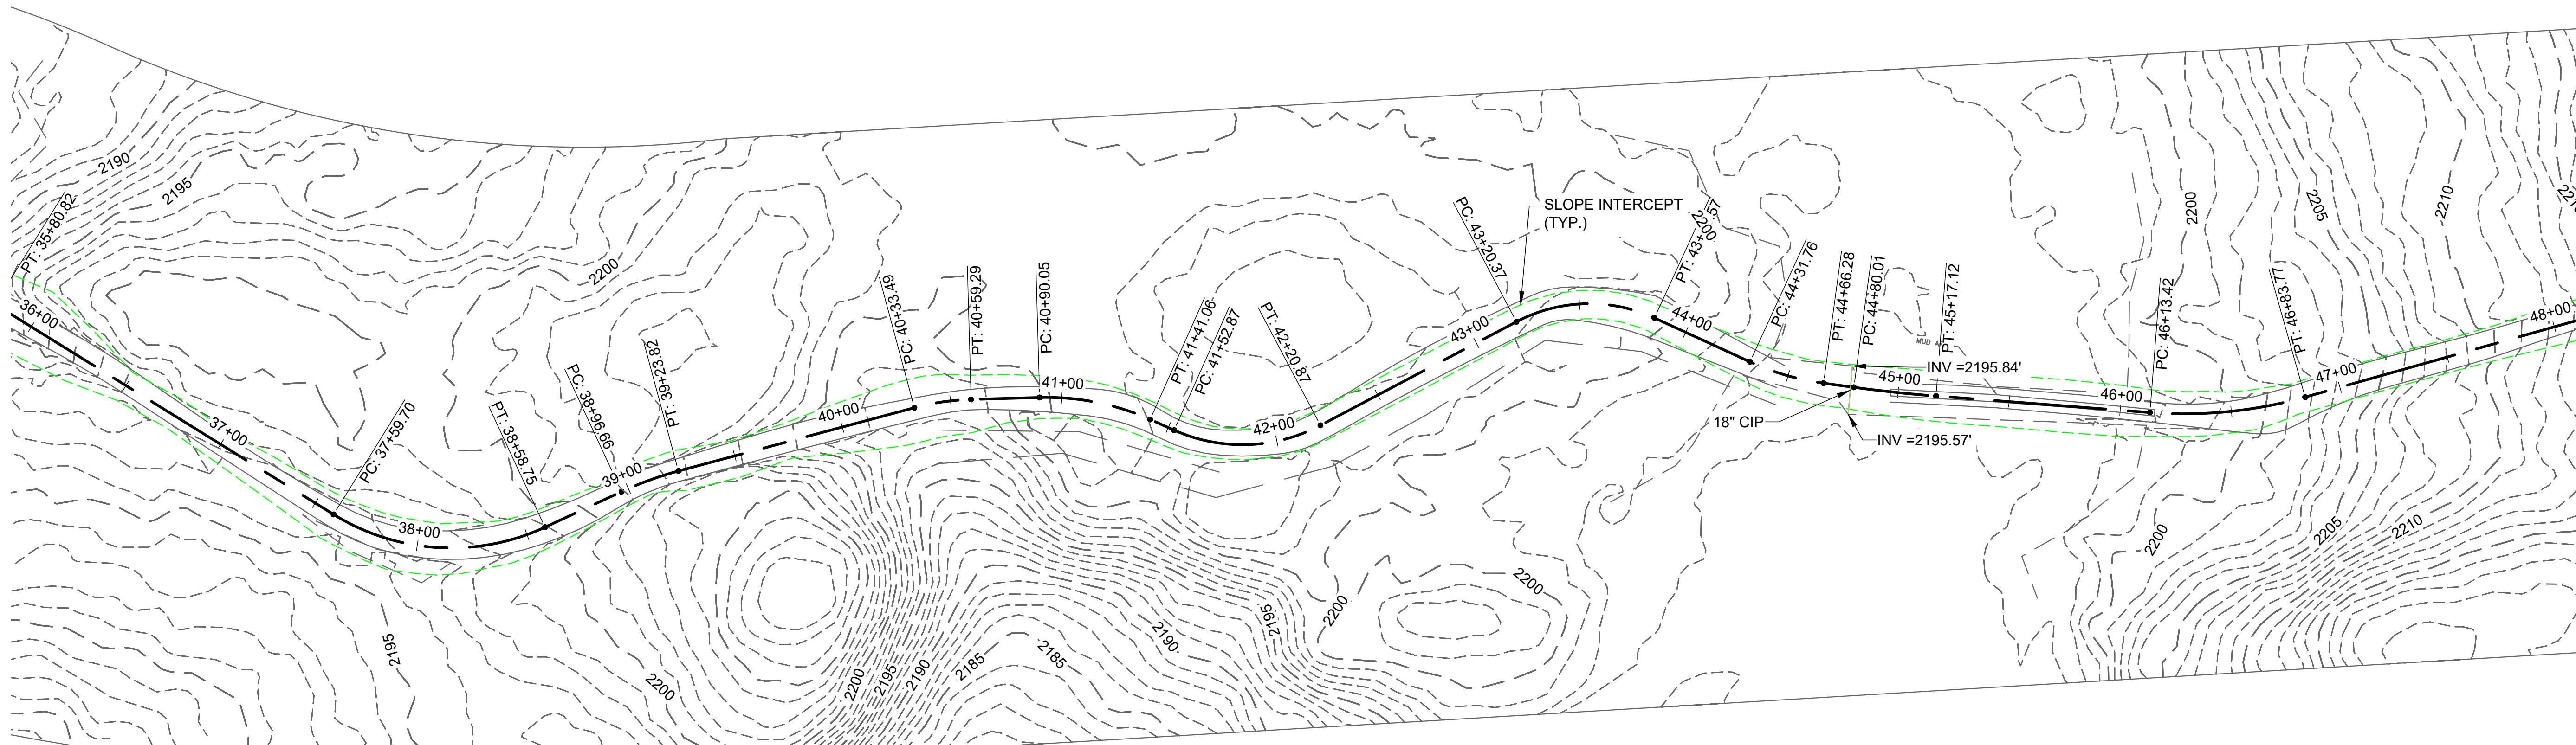 2190
2195
PT: 35+80.82
36+00
37+00
PC: 37+59.70
38+00
PT: 38+58.75
PC: 38+96.66
39+00
PT: 39+23.82
2200
40+00
PC: 40+33.49
PT: 40+59.29
PC: 40+90.05
41+00
PT: 41+41.06
PC: 41+52.87
42+00
PT: 42+20.87
43+00
PC: 43+20.37
SLOPE INTERCEPT
(TYP.)
2200
44+00
PC: 44+31.76
PT: 44+66.28
PC: 44+80.01
MUD
PT: 45+17.12
INV =2195.84'
45+00
18" CIP
INV =2195.57'
46+00
PC: 46+13.42
PT: 46+83.77
47+00
48+00
2200
2205
2210
2195
2200
2200
2195
2190
2185
2185
2190
2195
2200
2200
2200
2205
2210